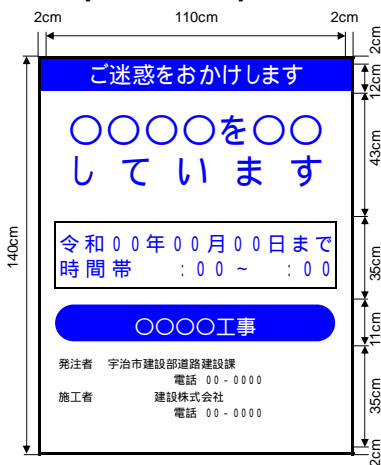 2cm 110cm 2cm
2cm
ご迷惑をおかけします
12cm
○○○○を○○
しています
43cm
140cm
令和00年00月00日まで
時間帯　:00～　:00
35cm
○○○○工事
11cm
発注者　宇治市建設部道路建設課
電話 00-0000
施工者　建設株式会社
電話 00-0000
35cm
2cm